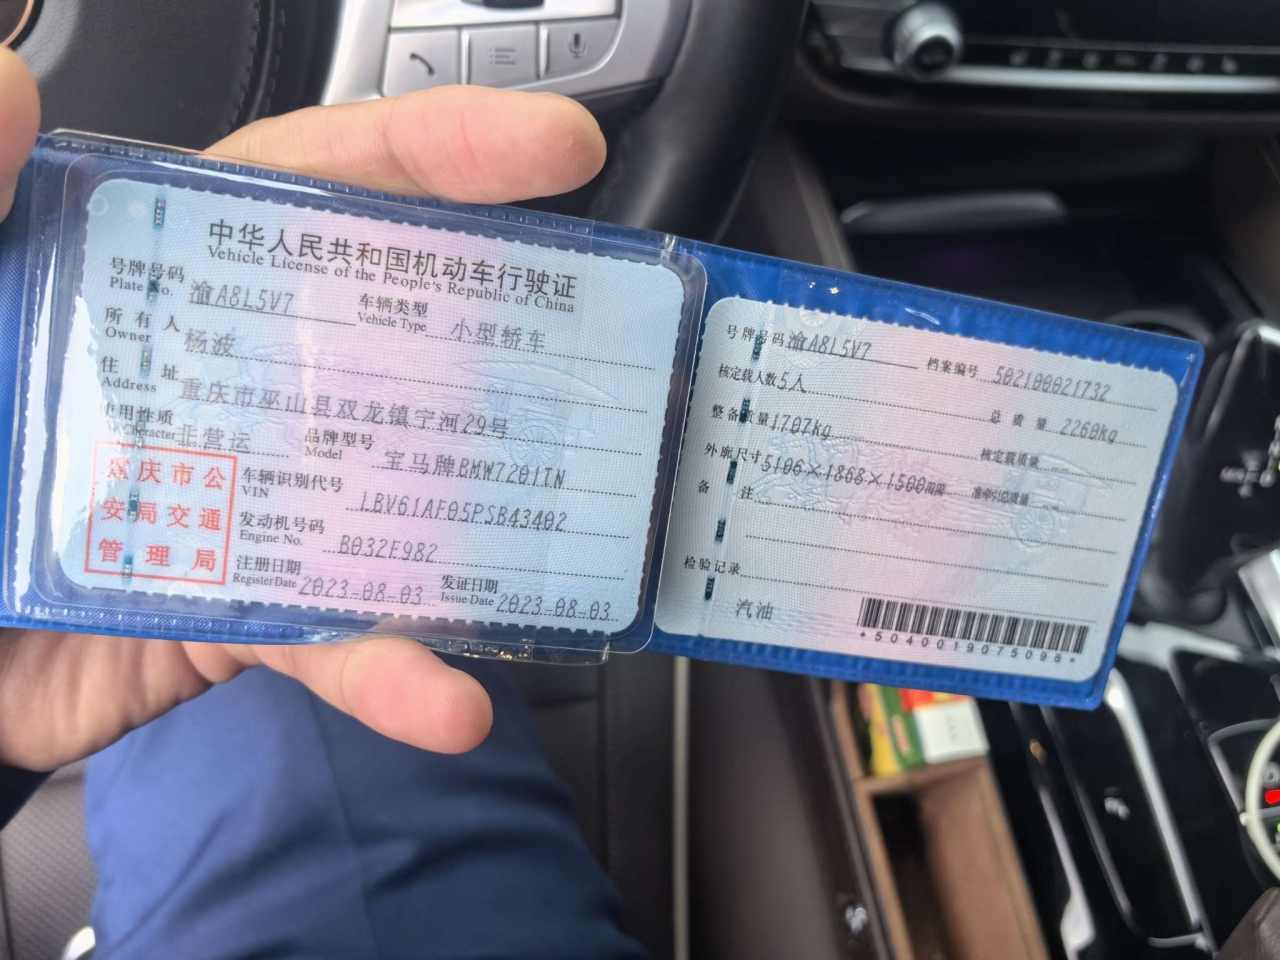 中华人民共和国机动车行驶证
Vehicle License of the People's Republic of China
号牌号码 渝A8L5V7 车辆类型 小型轿车
Plate No. Vehicle Type
所有人 杨波
Owner
住址 重庆市巫山县双龙镇宁河29号
Address
使用性质 非营运 品牌型号 宝马牌BMW7201TN
Use Character Model
重庆市公
安局交通
管理局
车辆识别代号 LBV61AF05PSB43402
VIN
发动机号码 B032F982
Engine No.
注册日期 2023-08-03 发证日期 2023-08-03
Register Date Issue Date
号牌号码 渝A8L5V7 档案编号 502100021732
核定载人数 5人 总质量 2260kg
整备质量 1707kg 核定载质量
外廓尺寸 5106×1868×1500mm 准牵引总质量
备注
检验记录
汽油
*5040019075096*